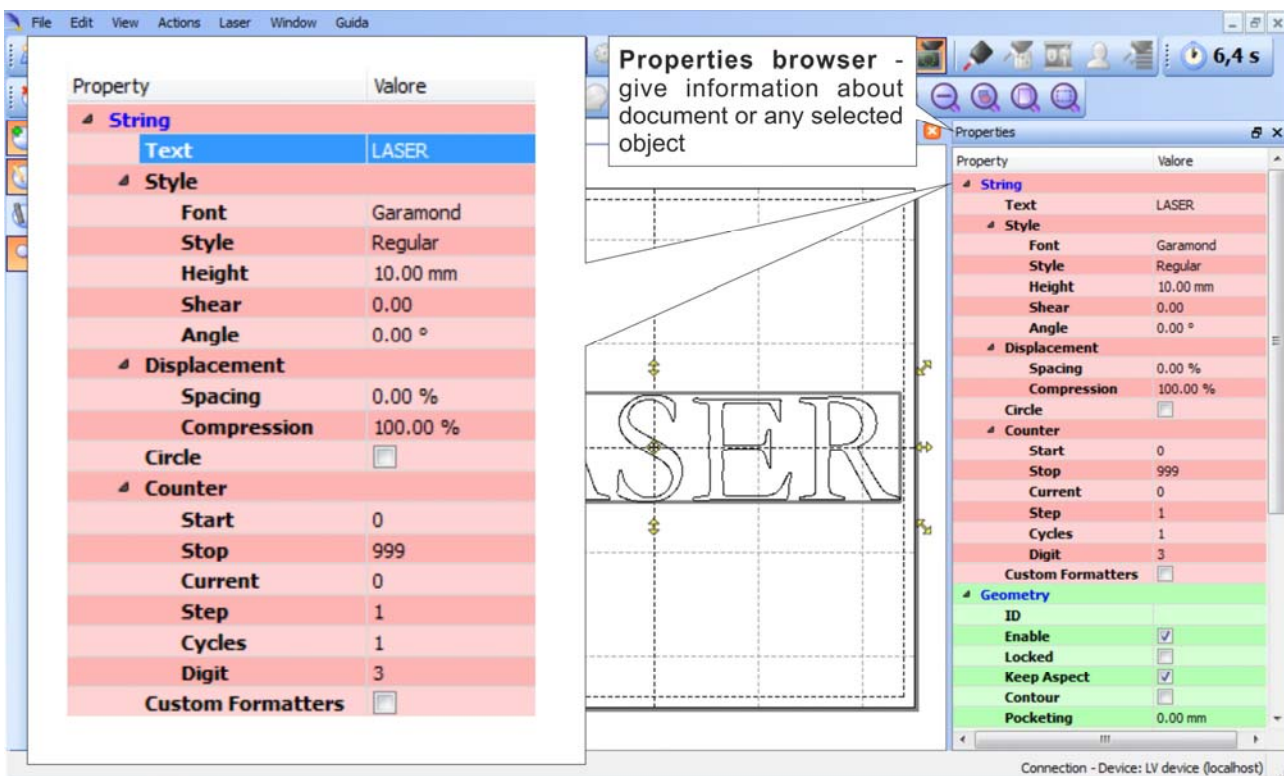 File Edit View Actions Laser Window Guida
6,4 s
Properties browser -
give information about
document or any selected
object
Property Valore
String
Text LASER
Style
Font Garamond
Style Regular
Height 10.00 mm
Shear 0.00
Angle 0.00 °
Displacement
Spacing 0.00 %
Compression 100.00 %
Circle
Counter
Start 0
Stop 999
Current 0
Step 1
Cycles 1
Digit 3
Custom Formatters
ASER
Properties
Property Valore
String
Text LASER
Style
Font Garamond
Style Regular
Height 10.00 mm
Shear 0.00
Angle 0.00 °
Displacement
Spacing 0.00 %
Compression 100.00 %
Circle
Counter
Start 0
Stop 999
Current 0
Step 1
Cycles 1
Digit 3
Custom Formatters
Geometry
ID
Enable
Locked
Keep Aspect
Contour
Pocketing 0.00 mm
Connection - Device: LV device (localhost)